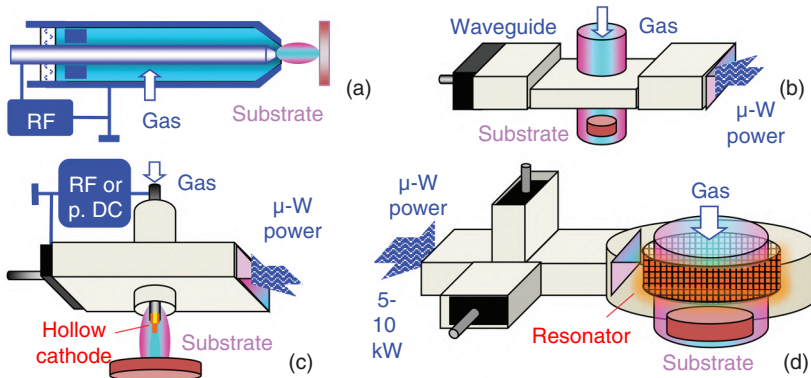 RF
Gas
Substrate
(a)
Waveguide
Gas
Substrate
μ-W
power
(b)
RF or
p. DC
Gas
μ-W
power
Hollow
cathode
Substrate
(c)
μ-W
power
5-
10
kW
Gas
Resonator
Substrate
(d)